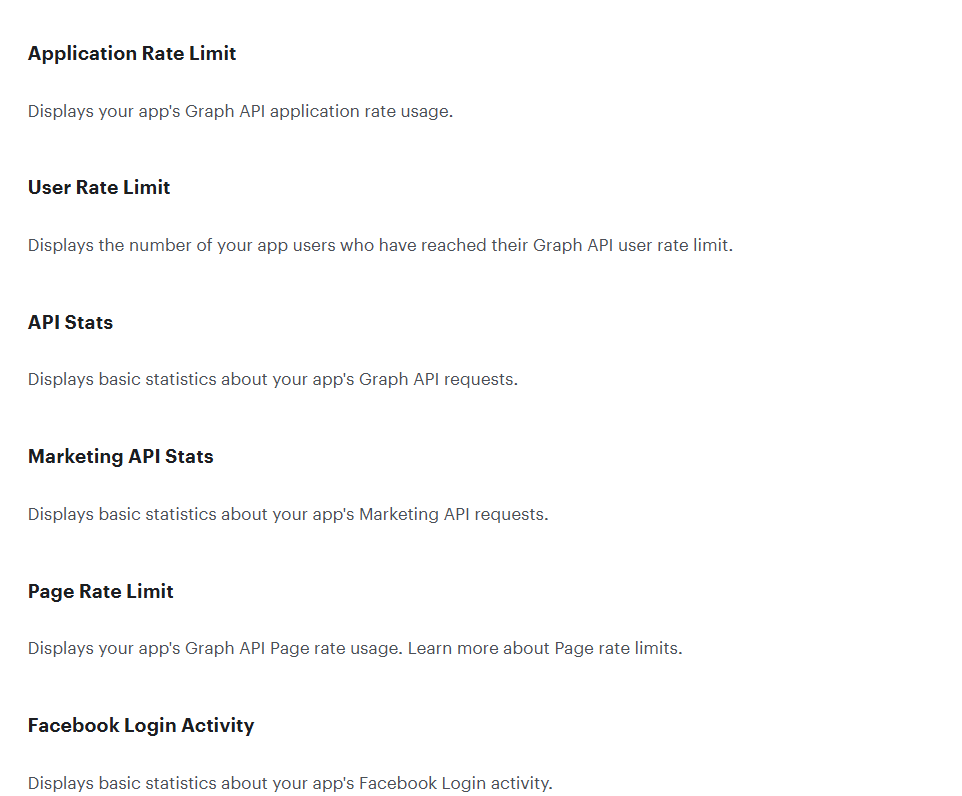 Application Rate Limit
Displays your app's Graph API application rate usage.
User Rate Limit
Displays the number of your app users who have reached their Graph API user rate limit.
API Stats
Displays basic statistics about your app's Graph API requests.
Marketing API Stats
Displays basic statistics about your app's Marketing API requests.
Page Rate Limit
Displays your app's Graph API Page rate usage. Learn more about Page rate limits.
Facebook Login Activity
Displays basic statistics about your app's Facebook Login activity.